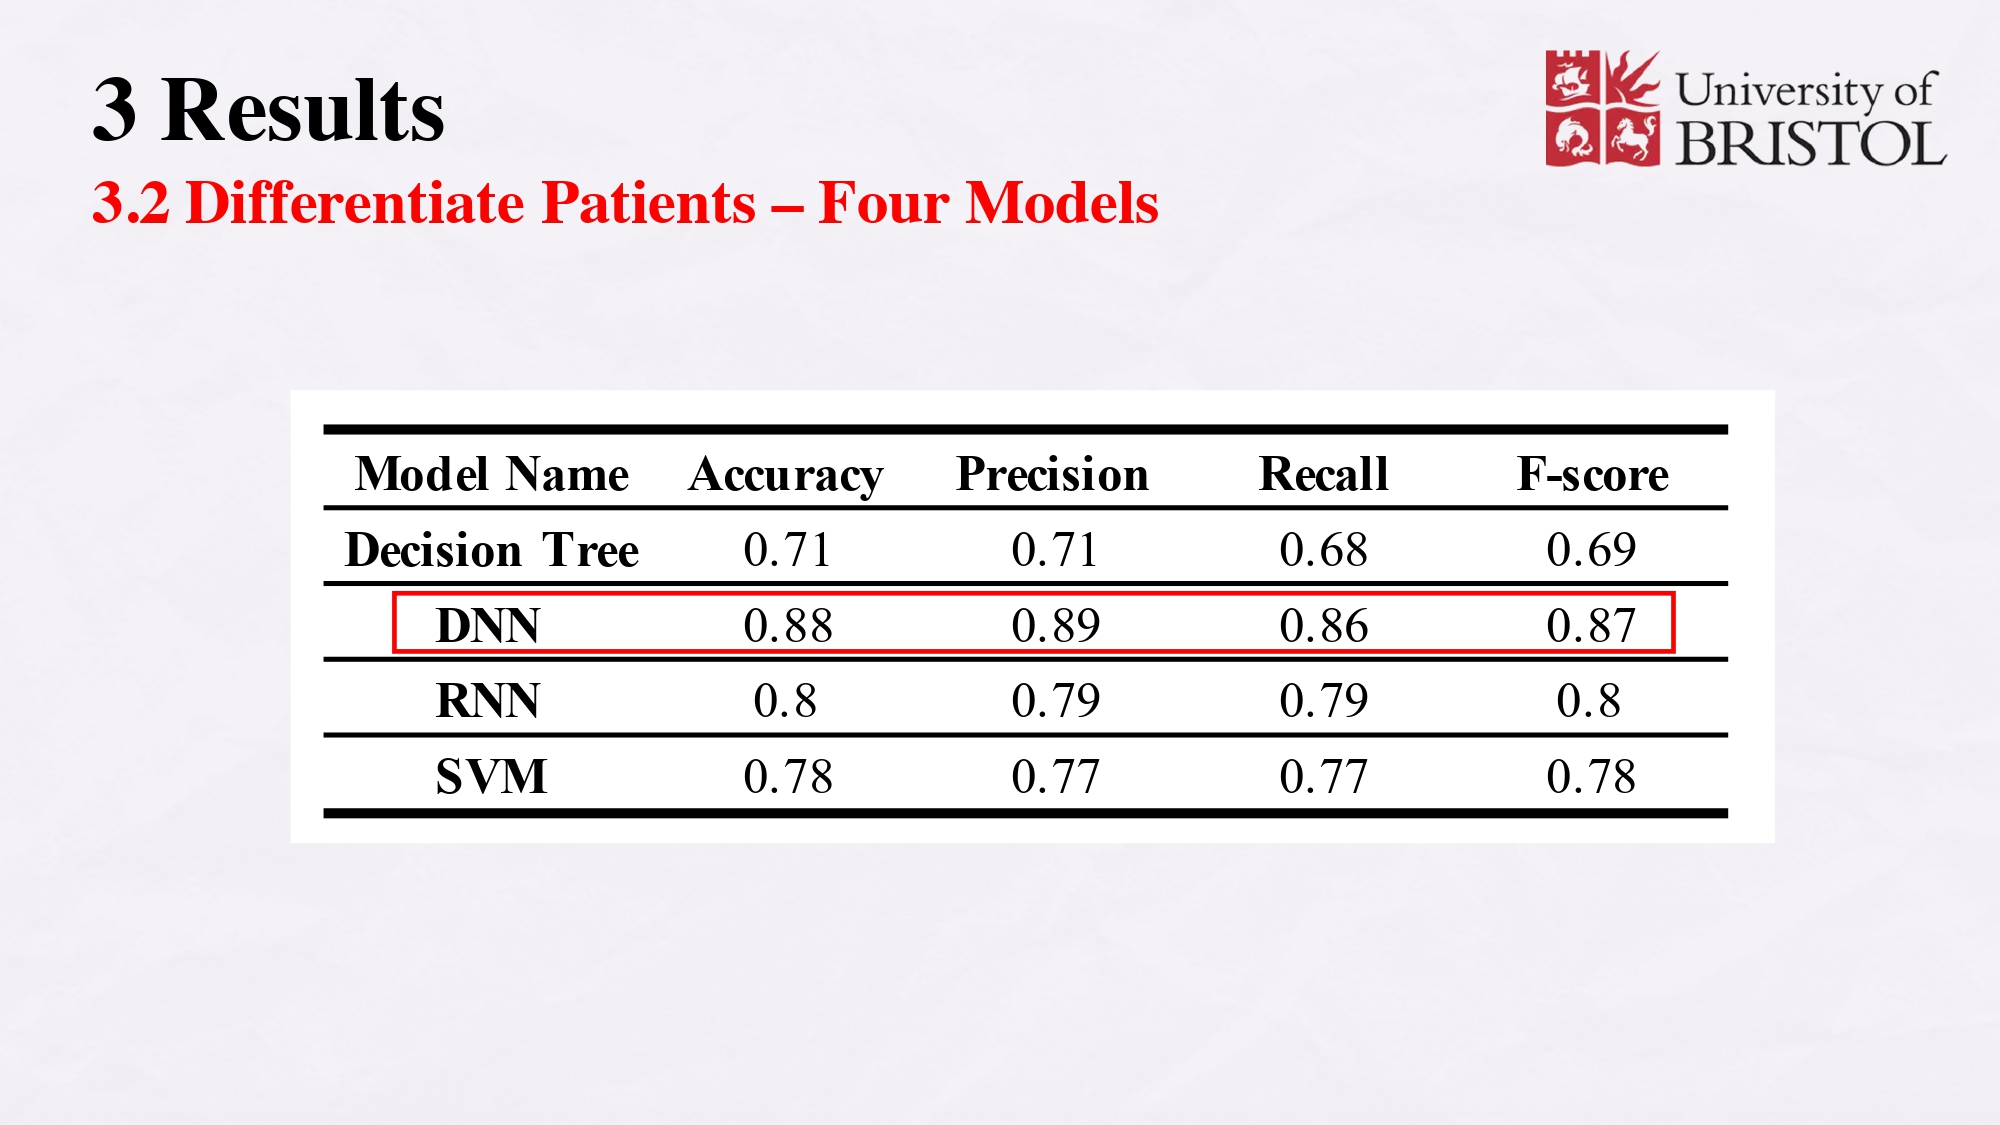 3 Results
University of
BRISTOL
3.2 Differentiate Patients – Four Models
Model Name Accuracy Precision Recall F-score
Decision Tree 0.71 0.71 0.68 0.69
DNN 0.88 0.89 0.86 0.87
RNN 0.8 0.79 0.79 0.8
SVM 0.78 0.77 0.77 0.78